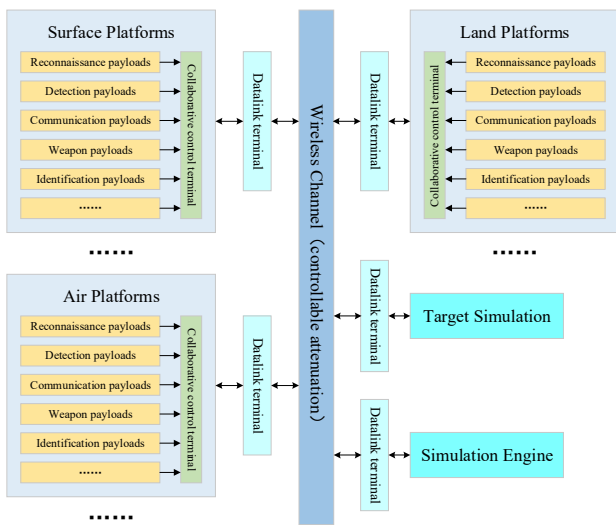 Surface Platforms
Reconnaissance payloads
Detection payloads
Communication payloads
Weapon payloads
Identification payloads
......
Collaborative control terminal
Datalink terminal
......
Air Platforms
Reconnaissance payloads
Detection payloads
Communication payloads
Weapon payloads
Identification payloads
......
Collaborative control terminal
Datalink terminal
......
Wireless Channel (controllable attenuation)
Land Platforms
Datalink terminal
Collaborative control terminal
Reconnaissance payloads
Detection payloads
Communication payloads
Weapon payloads
Identification payloads
......
......
Datalink terminal
Target Simulation
Datalink terminal
Simulation Engine